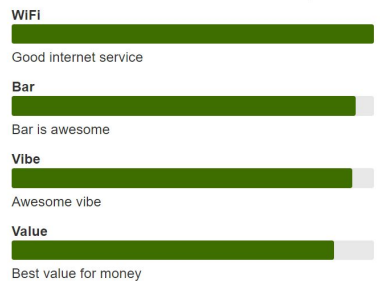 WiFi
Good internet service
Bar
Bar is awesome
Vibe
Awesome vibe
Value
Best value for money